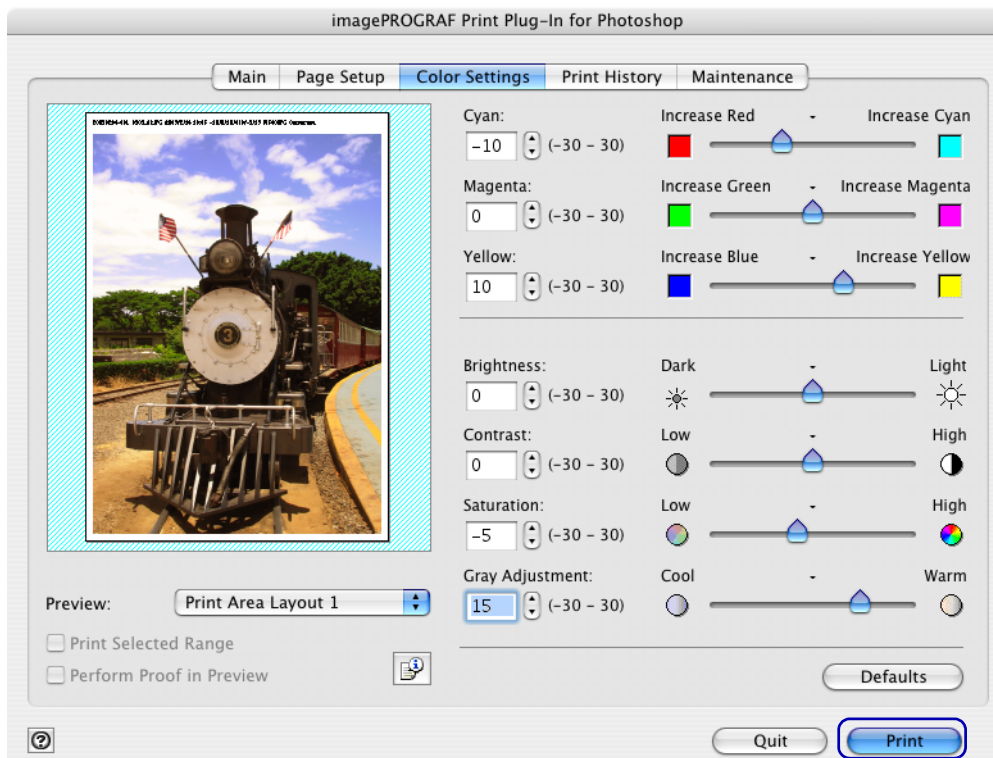 imagePROGRAF Print Plug-In for Photoshop
Main Page Setup Color Settings Print History Maintenance
Cyan: Increase Red - Increase Cyan
-10 (-30 - 30)
Magenta: Increase Green - Increase Magenta
0 (-30 - 30)
Yellow: Increase Blue - Increase Yellow
10 (-30 - 30)
Brightness: Dark - Light
0 (-30 - 30)
Contrast: Low - High
0 (-30 - 30)
Saturation: Low - High
-5 (-30 - 30)
Gray Adjustment: Cool - Warm
15 (-30 - 30)
3
Preview: Print Area Layout 1
Print Selected Range
Perform Proof in Preview
Defaults
? Quit Print